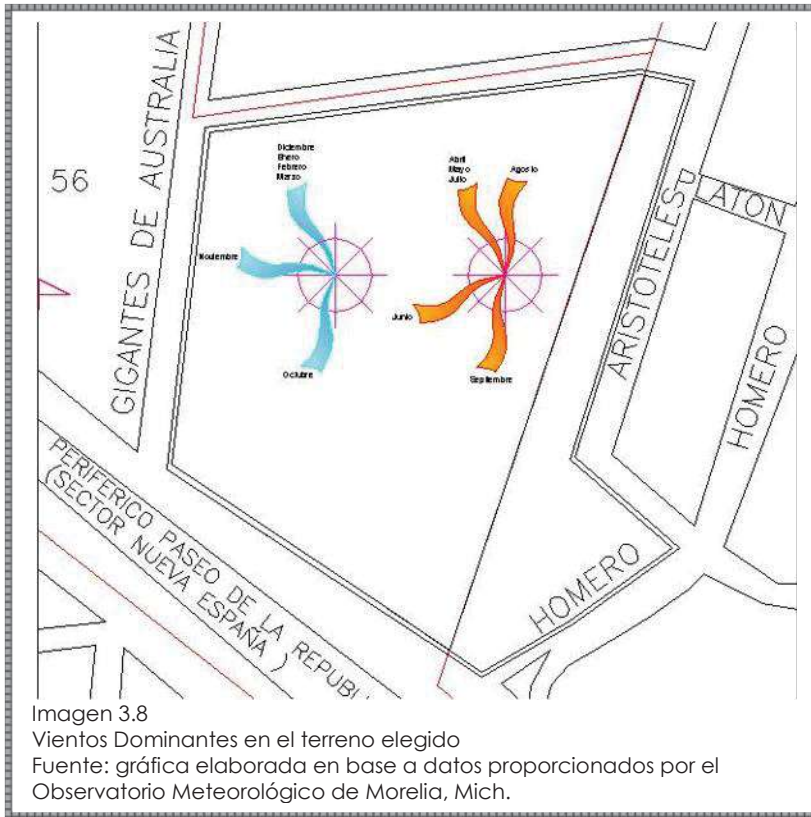 GIGANTES DE AUSTRALIA
56
Diciembre
Enero
Febrero
Marzo
Noviembre
Octubre
Abril
Mayo
Julio
Agosto
Junio
Septiembre
ARISTOTELES
PLATON
HOMERO
HOMERO
PERIFERICO PASEO DE LA REPUBLI
(SECTOR NUEVA ESPAÑA )
Imagen 3.8
Vientos Dominantes en el terreno elegido
Fuente: gráfica elaborada en base a datos proporcionados por el
Observatorio Meteorológico de Morelia, Mich.